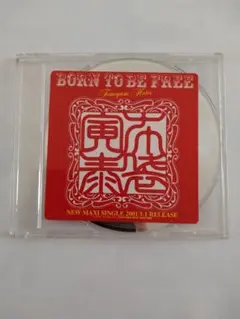 BORN TO BE FREE
Tomoyasu Hotei
布袋
寅泰
NEW MAXI SINGLE 2001.1.1 RELEASE